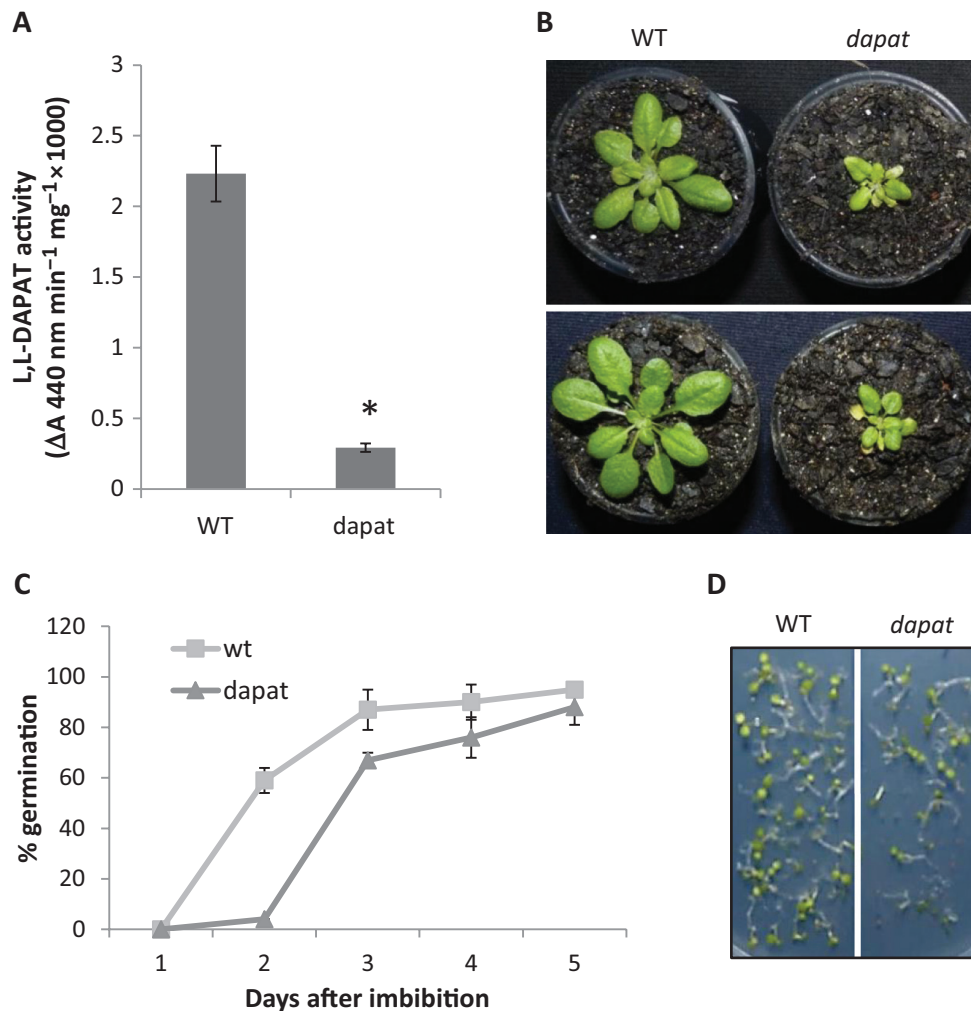 A
L,L-DAPAT activity
(ΔA 440 nm min⁻¹ mg⁻¹ × 1000)
3
2.5
2
1.5
1
0.5
0
*
WT
dapat
B
WT
dapat
C
% germination
120
100
80
60
40
20
0
wt
dapat
1
2
3
4
5
Days after imbibition
D
WT
dapat